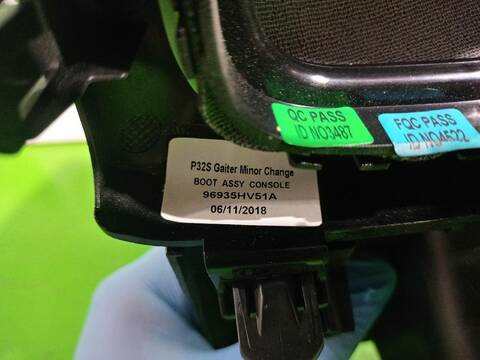 QC PASS
ID NO3487
FQC PASS
ID NO4522
P32S Gaiter Minor Change
BOOT ASSY CONSOLE
96935HV51A
06/11/2018